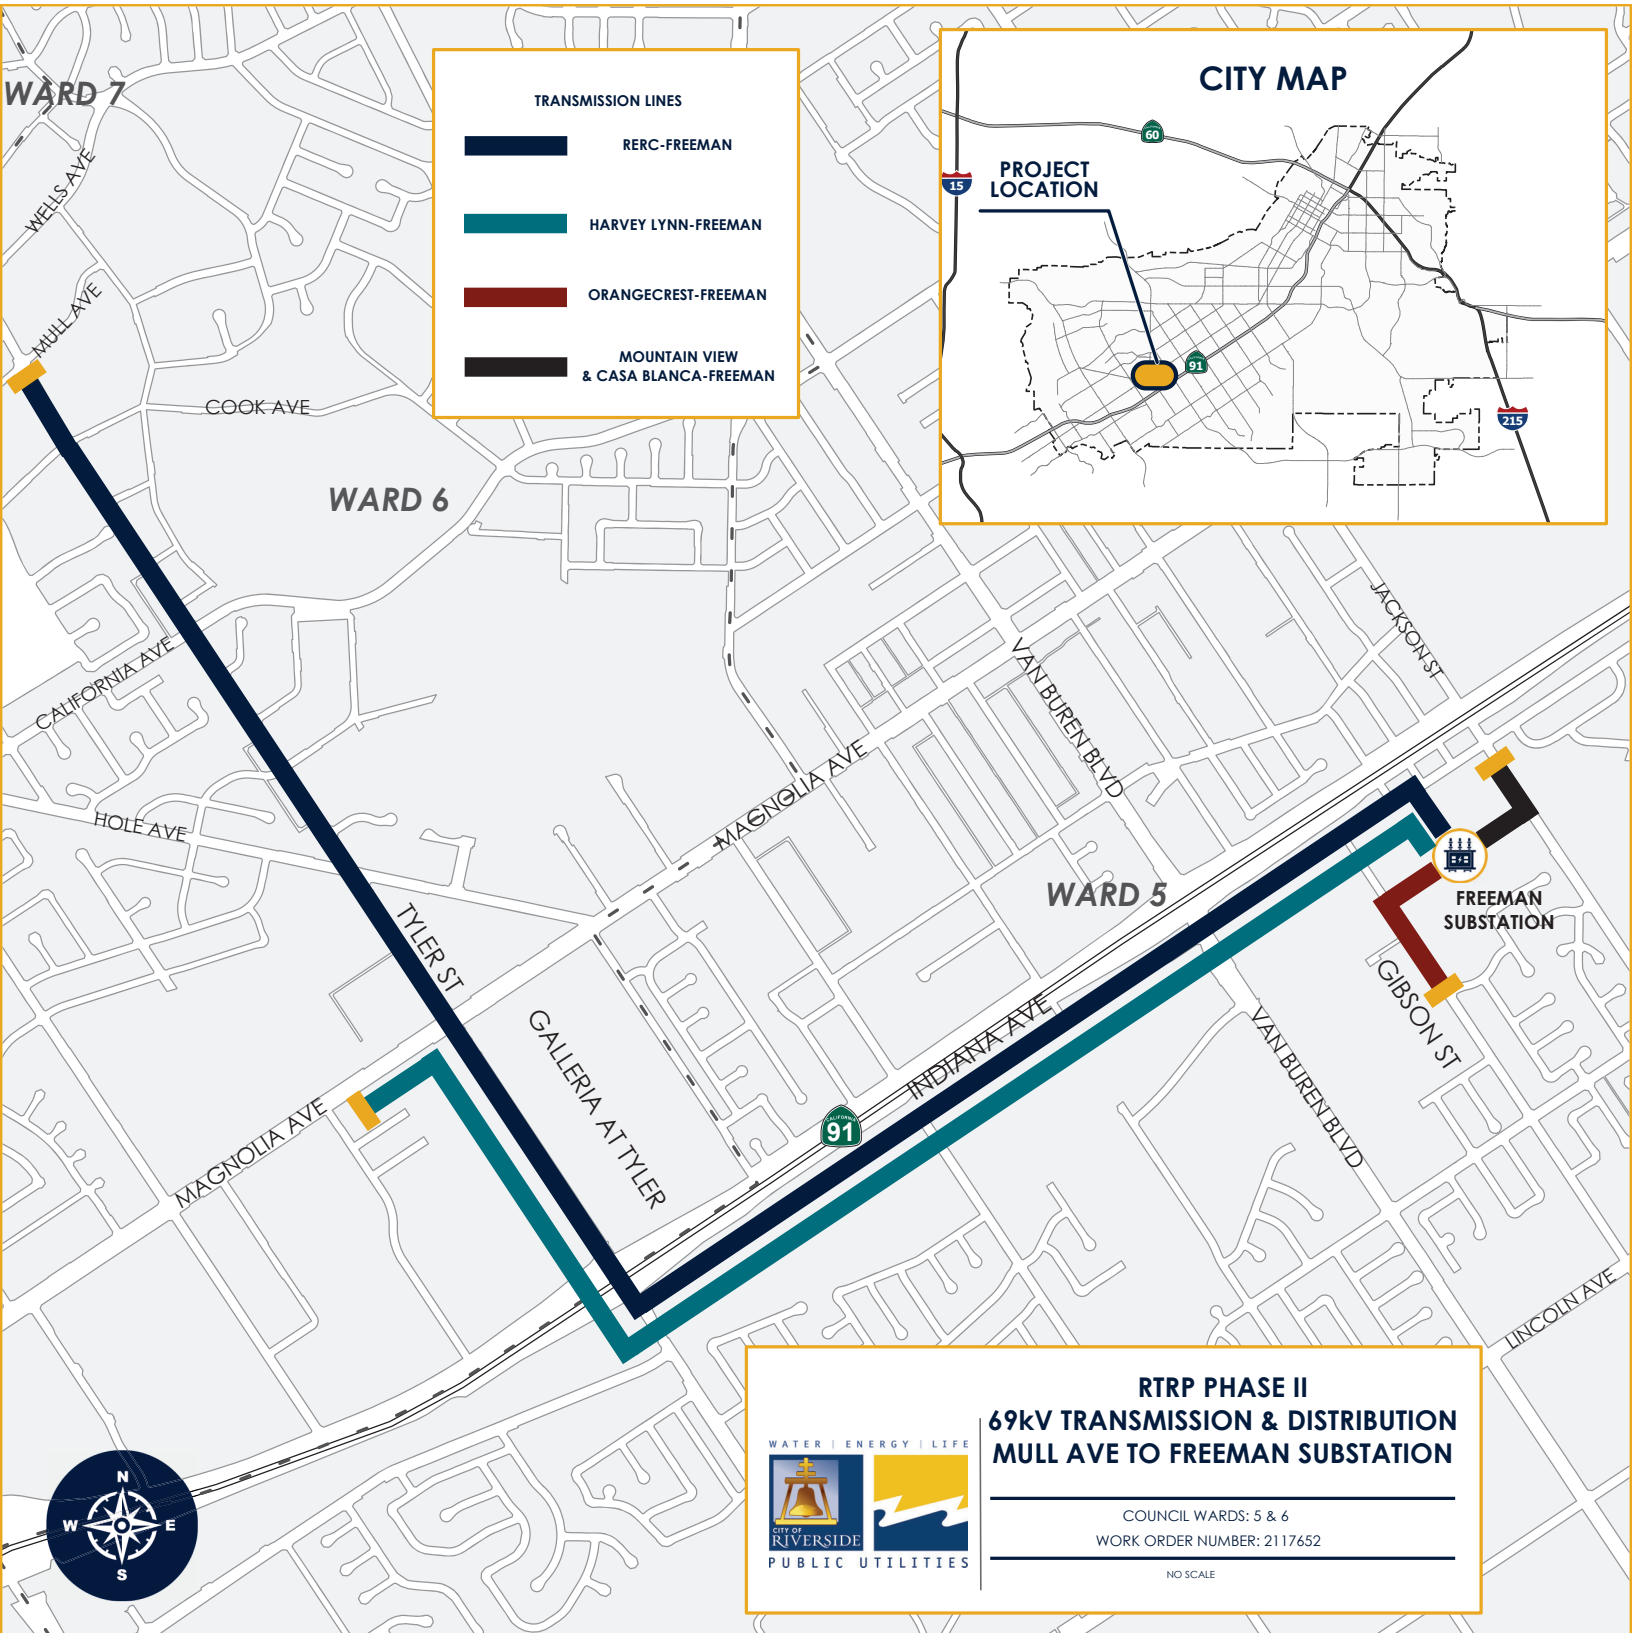 WARD 7
WELLS AVE
MULL AVE
COOK AVE
WARD 6
CALIFORNIA AVE
HOLE AVE
TYLER ST
MAGNOLIA AVE
GALLERIA AT TYLER
MAGNOLIA AVE
TRANSMISSION LINES
RERC-FREEMAN
HARVEY LYNN-FREEMAN
ORANGECREST-FREEMAN
MOUNTAIN VIEW
& CASA BLANCA-FREEMAN
CITY MAP
60
15
PROJECT
LOCATION
91
215
JACKSON ST
VAN BUREN BLVD
WARD 5
FREEMAN
SUBSTATION
GIBSON ST
INDIANA AVE
CALIFORNIA
91
VAN BUREN BLVD
LINCOLN AVE
N
W
E
S
WATER | ENERGY | LIFE
CITY OF
RIVERSIDE
PUBLIC UTILITIES
RTRP PHASE II
69kV TRANSMISSION & DISTRIBUTION
MULL AVE TO FREEMAN SUBSTATION
COUNCIL WARDS: 5 & 6
WORK ORDER NUMBER: 2117652
NO SCALE